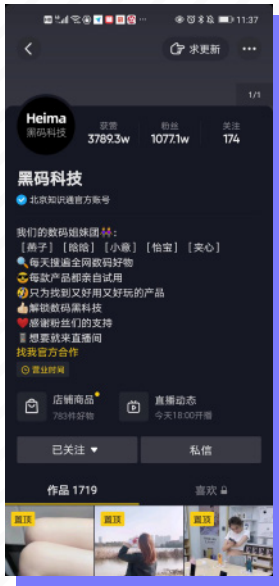 11:37
求更新
1/1
Heima
黑码科技
获赞
3789.3w
粉丝
1077.1w
关注
174
黑码科技
北京知识通官方账号
我们的数码姐妹团：
[茜子] [晗晗] [小意] [怡宝] [夹心]
每天搜遍全网数码好物
每款产品都亲自试用
只为找到又好用又好玩的产品
解锁数码黑科技
感谢粉丝们的支持
想要就来直播间
找我官方合作
营业时间
店铺商品
783件好物
直播动态
今天18:00开播
已关注
私信
作品 1719
喜欢
置顶
置顶
置顶